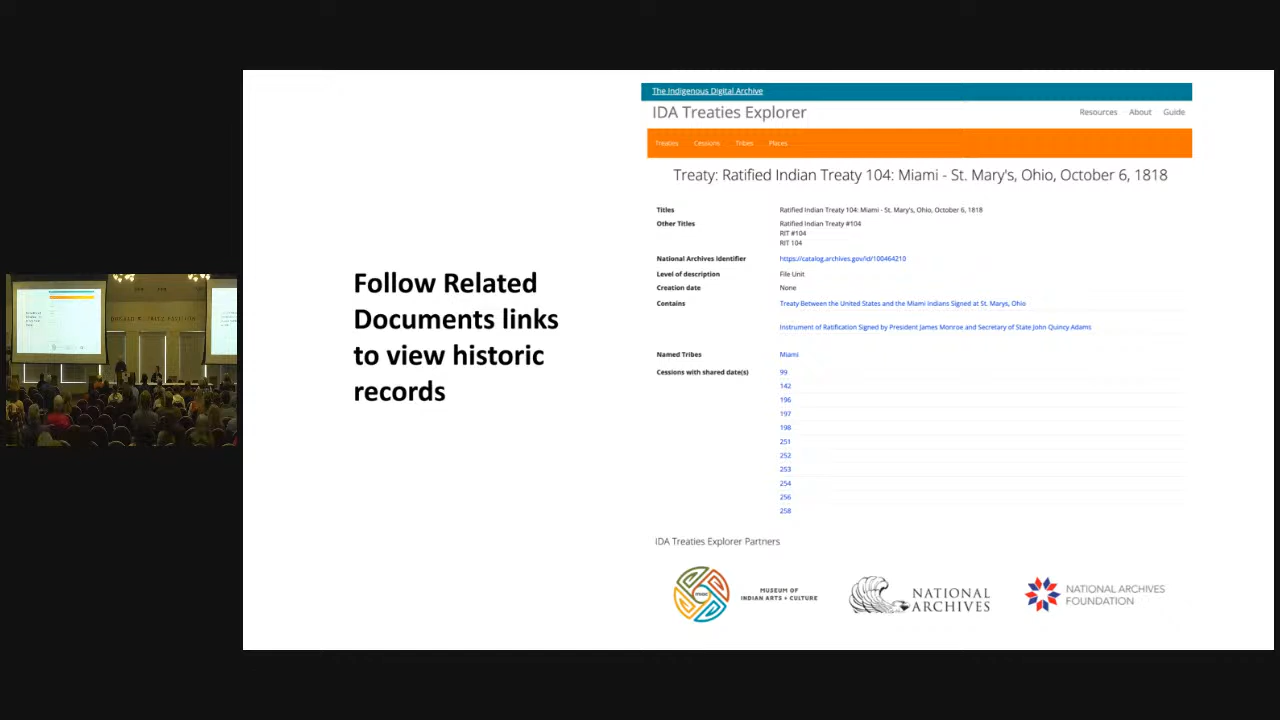 Follow Related
Documents links
to view historic
records
The Indigenous Digital Archive
IDA Treaties Explorer
Resources About Guide
Treaties Cessions Tribes Places
Treaty: Ratified Indian Treaty 104: Miami - St. Mary's, Ohio, October 6, 1818
Titles Ratified Indian Treaty 104: Miami - St. Mary's, Ohio, October 6, 1818
Other Titles Ratified Indian Treaty #104
RIT #104
RIT 104
National Archives Identifier https://catalog.archives.gov/id/100464210
Level of description File Unit
Creation date None
Contains Treaty Between the United States and the Miami Indians Signed at St. Marys, Ohio
Instrument of Ratification Signed by President James Monroe and Secretary of State John Quincy Adams
Named Tribes Miami
Cessions with shared date(s) 99
142
196
197
198
251
252
253
254
256
258
IDA Treaties Explorer Partners
MUSEUM OF
INDIAN ARTS + CULTURE
NATIONAL
ARCHIVES
NATIONAL ARCHIVES
FOUNDATION